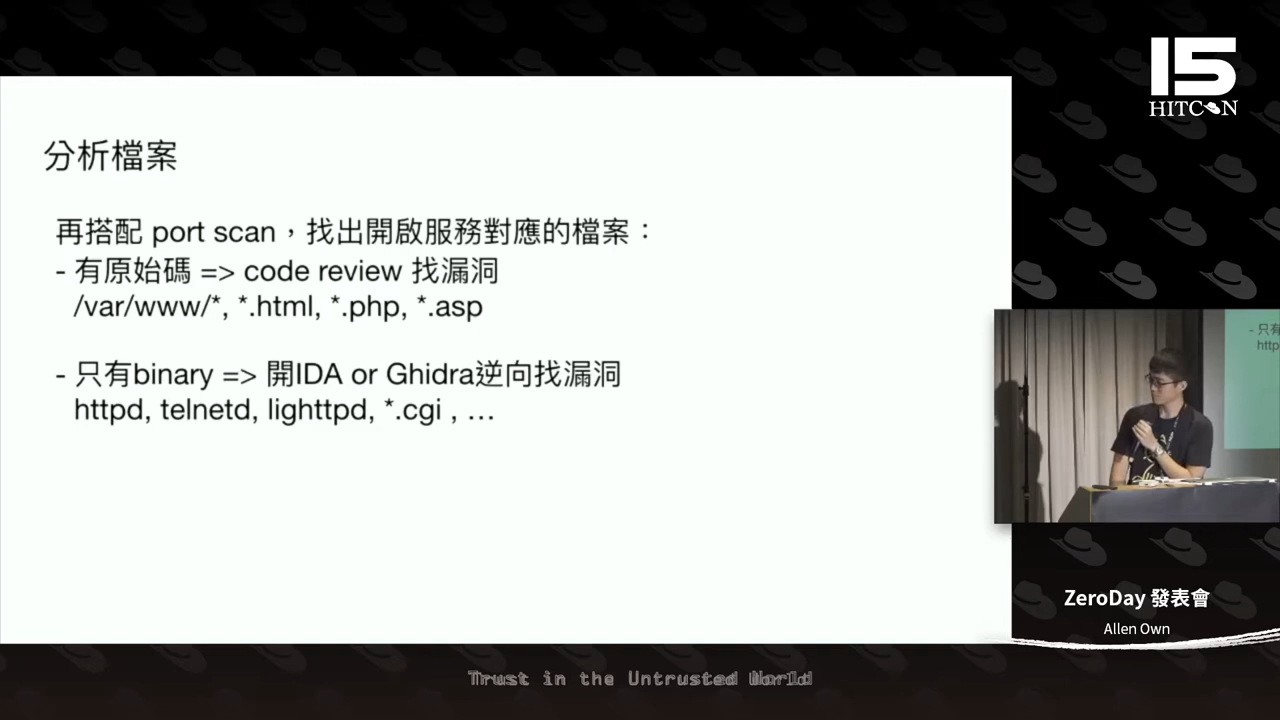 15
HITCON
分析檔案
再搭配 port scan，找出開啟服務對應的檔案：
- 有原始碼 => code review 找漏洞
/var/www/*, *.html, *.php, *.asp
- 只有binary => 開IDA or Ghidra逆向找漏洞
httpd, telnetd, lighttpd, *.cgi , …
- 只有
http
ZeroDay 發表會
Allen Own
Trust in the Untrusted World